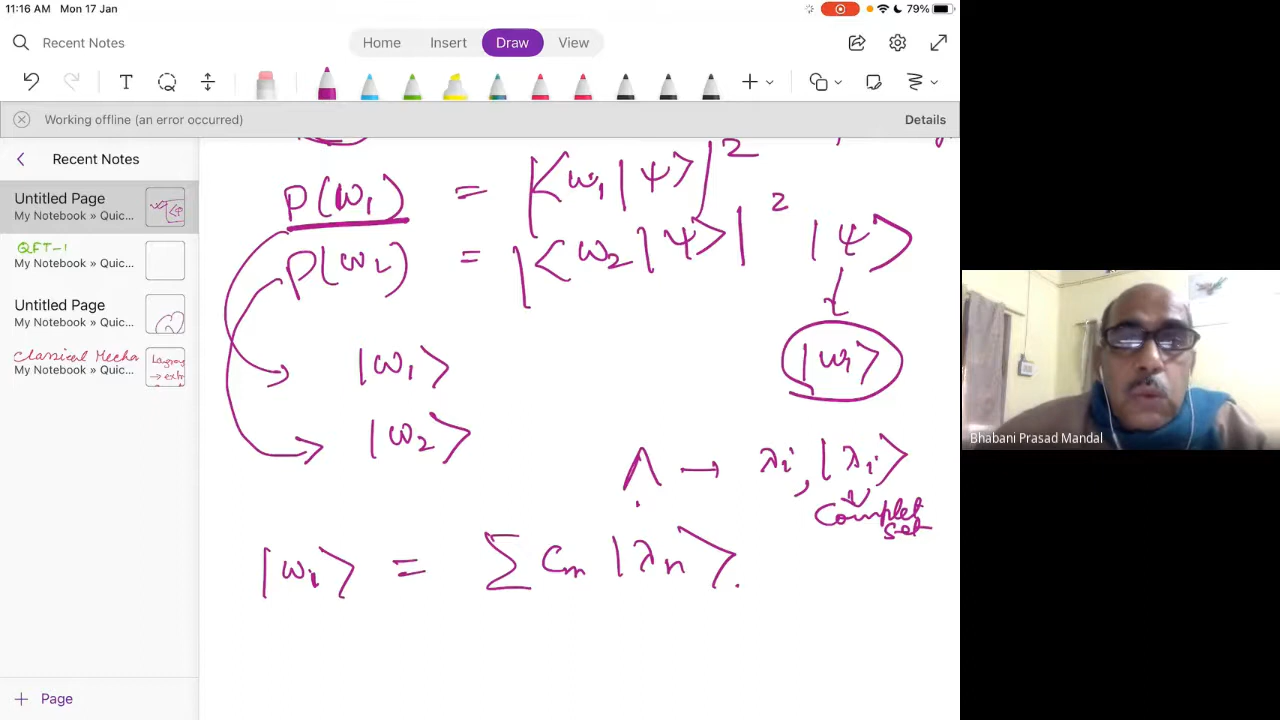 11:16 AM Mon 17 Jan
79%
Recent Notes
Home Insert Draw View
Working offline (an error occurred)
Details
Recent Notes
Untitled Page
My Notebook » Quic...
QFT-1
My Notebook » Quic...
Untitled Page
My Notebook » Quic...
Classical Mecha
My Notebook » Quic...
Page
P(ω₁) = |<ω₁|ψ>|²
P(ω₂) = |<ω₂|ψ>|² |ψ>
|ω₁> |ω₁>
|ω₂>
Λ → λi, |λi>
Complet
set
|ω₁> = Σ Cn |λn>.
Bhabani Prasad Mandal